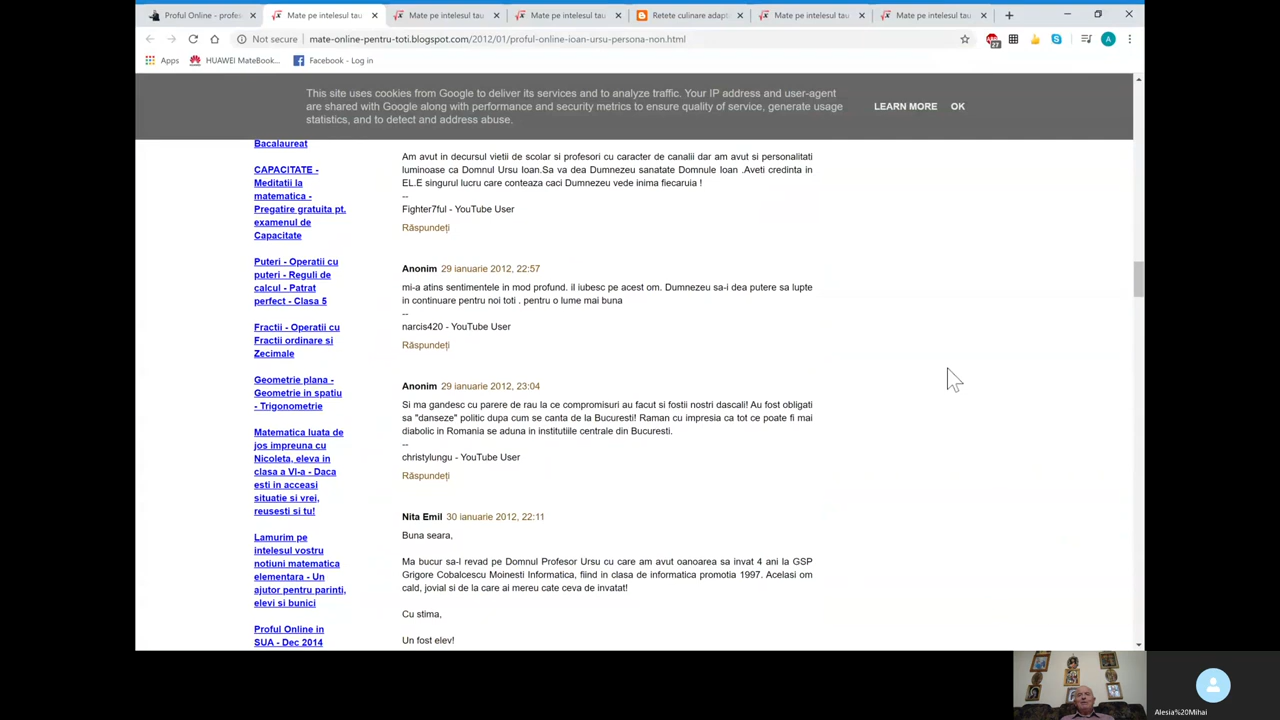 Proful Online - profes
Mate pe intelesul tau
Mate pe intelesul tau
Mate pe intelesul tau
Retete culinare adapt
Mate pe intelesul tau
Mate pe intelesul tau
Not secure
mate-online-pentru-toti.blogspot.com/2012/01/proful-online-ioan-ursu-persona-non.html
27
A
Apps
HUAWEI MateBook...
Facebook - Log in
This site uses cookies from Google to deliver its services and to analyze traffic. Your IP address and user-agent
are shared with Google along with performance and security metrics to ensure quality of service, generate usage
statistics, and to detect and address abuse.
LEARN MORE
OK
Bacalaureat
CAPACITATE -
Meditatii la
matematica -
Pregatire gratuita pt.
examenul de
Capacitate
Puteri - Operatii cu
puteri - Reguli de
calcul - Patrat
perfect - Clasa 5
Fractii - Operatii cu
Fractii ordinare si
Zecimale
Geometrie plana -
Geometrie in spatiu
- Trigonometrie
Matematica luata de
jos impreuna cu
Nicoleta, eleva in
clasa a VI-a - Daca
esti in acceasi
situatie si vrei,
reusesti si tu!
Lamurim pe
intelesul vostru
notiuni matematica
elementara - Un
ajutor pentru parinti,
elevi si bunici
Proful Online in
SUA - Dec 2014
Am avut in decursul vietii de scolar si profesori cu caracter de canalii dar am avut si personalitati
luminoase ca Domnul Ursu Ioan.Sa va dea Dumnezeu sanatate Domnule Ioan .Aveti credinta in
EL.E singurul lucru care conteaza caci Dumnezeu vede inima fiecaruia !
--
Fighter7ful - YouTube User
Răspundeți
Anonim 29 ianuarie 2012, 22:57
mi-a atins sentimentele in mod profund. il iubesc pe acest om. Dumnezeu sa-i dea putere sa lupte
in continuare pentru noi toti . pentru o lume mai buna
--
narcis420 - YouTube User
Răspundeți
Anonim 29 ianuarie 2012, 23:04
Si ma gandesc cu parere de rau la ce compromisuri au facut si fostii nostri dascali! Au fost obligati
sa "danseze" politic dupa cum se canta de la Bucuresti! Raman cu impresia ca tot ce poate fi mai
diabolic in Romania se aduna in institutiile centrale din Bucuresti.
--
christylungu - YouTube User
Răspundeți
Nita Emil 30 ianuarie 2012, 22:11
Buna seara,
Ma bucur sa-l revad pe Domnul Profesor Ursu cu care am avut oanoarea sa invat 4 ani la GSP
Grigore Cobalcescu Moinesti Informatica, fiind in clasa de informatica promotia 1997. Acelasi om
cald, jovial si de la care ai mereu cate ceva de invatat!
Cu stima,
Un fost elev!
Alesia%20Mihai